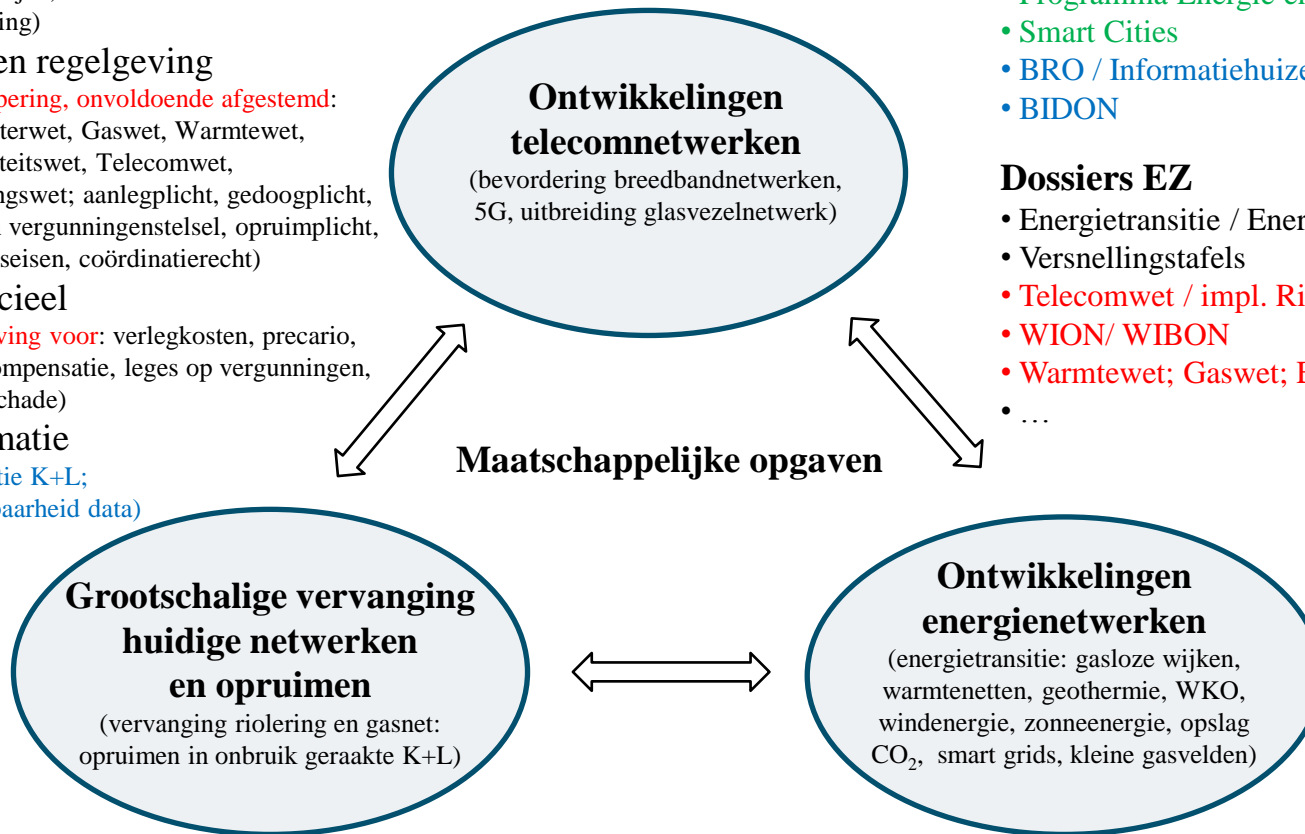 ing)
en regelgeving
pering, onvoldoende afgestemd:
terwet, Gaswet, Warmtewet,
teitswet, Telecomwet,
ngswet; aanlegplicht, gedoogplicht,
vergunningenstelsel, opruimplicht,
seisen, coördinatierecht)
cieel
ving voor: verlegkosten, precario,
ompensatie, leges op vergunningen,
chade)
matie
tie K+L;
baarheid data)
Ontwikkelingen
telecomnetwerken
(bevordering breedbandnetwerken,
5G, uitbreiding glasvezelnetwerk)
• Programma Energie en
• Smart Cities
• BRO / Informatiehuize
• BIDON
Dossiers EZ
• Energietransitie / Ener
• Versnellingstafels
• Telecomwet / impl. Ri
• WION/ WIBON
• Warmtewet; Gaswet; E
• …
Maatschappelijke opgaven
Grootschalige vervanging
huidige netwerken
en opruimen
(vervanging riolering en gasnet:
opruimen in onbruik geraakte K+L)
Ontwikkelingen
energienetwerken
(energietransitie: gasloze wijken,
warmtenetten, geothermie, WKO,
windenergie, zonneenergie, opslag
CO₂, smart grids, kleine gasvelden)